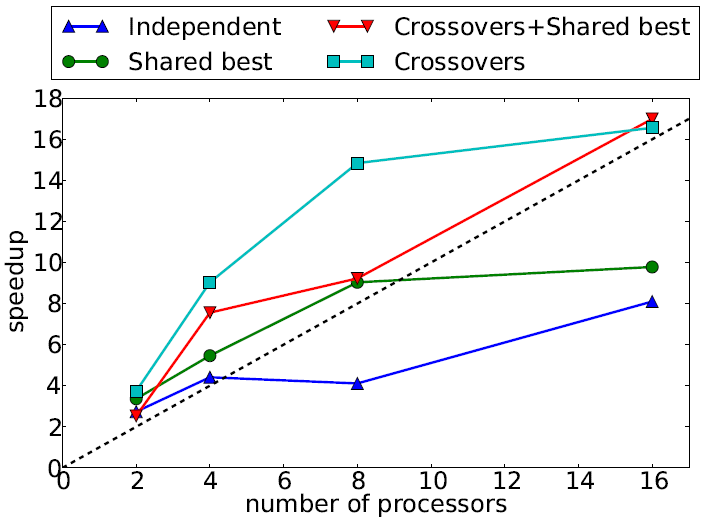 Independent
Crossovers+Shared best
Shared best
Crossovers
18
16
14
12
10
8
6
4
2
0
speedup
0 2 4 6 8 10 12 14 16
number of processors